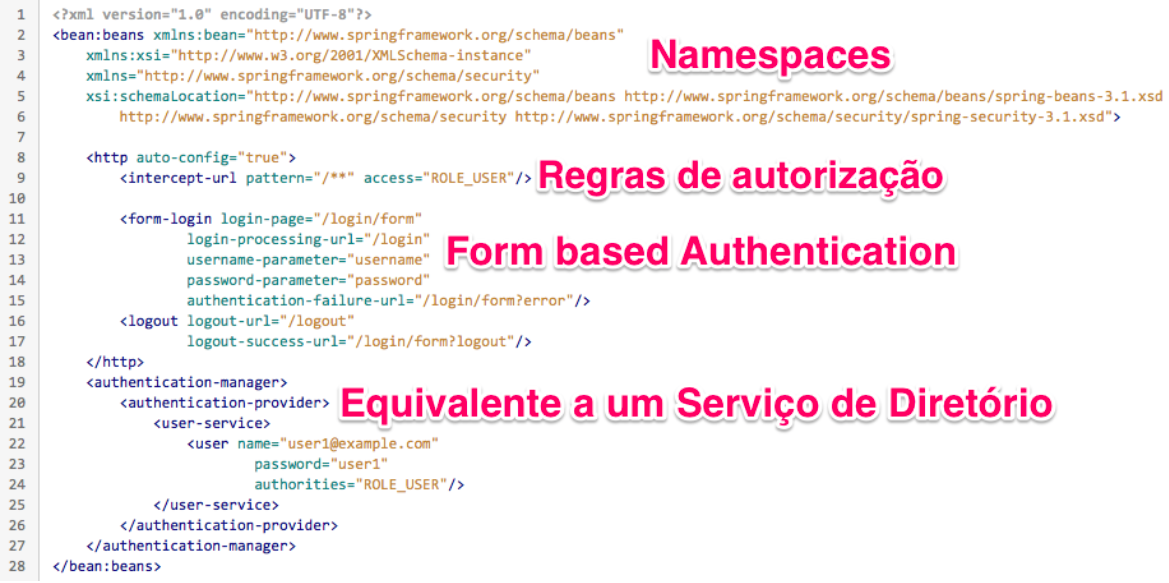 1 <?xml version="1.0" encoding="UTF-8"?>
2 <bean:beans xmlns:bean="http://www.springframework.org/schema/beans"
3 xmlns:xsi="http://www.w3.org/2001/XMLSchema-instance"
Namespaces
4 xmlns="http://www.springframework.org/schema/security"
5 xsi:schemaLocation="http://www.springframework.org/schema/beans http://www.springframework.org/schema/beans/spring-beans-3.1.xsd
6 http://www.springframework.org/schema/security http://www.springframework.org/schema/security/spring-security-3.1.xsd">
7
8 <http auto-config="true">
9 <intercept-url pattern="/**" access="ROLE_USER"/> Regras de autorização
10
11 <form-login login-page="/login/form"
12 login-processing-url="/login"
Form based Authentication
13 username-parameter="username"
14 password-parameter="password"
15 authentication-failure-url="/login/form?error"/>
16 <logout logout-url="/logout"
17 logout-success-url="/login/form?logout"/>
18 </http>
19 <authentication-manager>
20 <authentication-provider> Equivalente a um Serviço de Diretório
21 <user-service>
22 <user name="user1@example.com"
23 password="user1"
24 authorities="ROLE_USER"/>
25 </user-service>
26 </authentication-provider>
27 </authentication-manager>
28 </bean:beans>